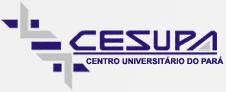 CESUPA
CENTRO UNIVERSITÁRIO DO PARÁ